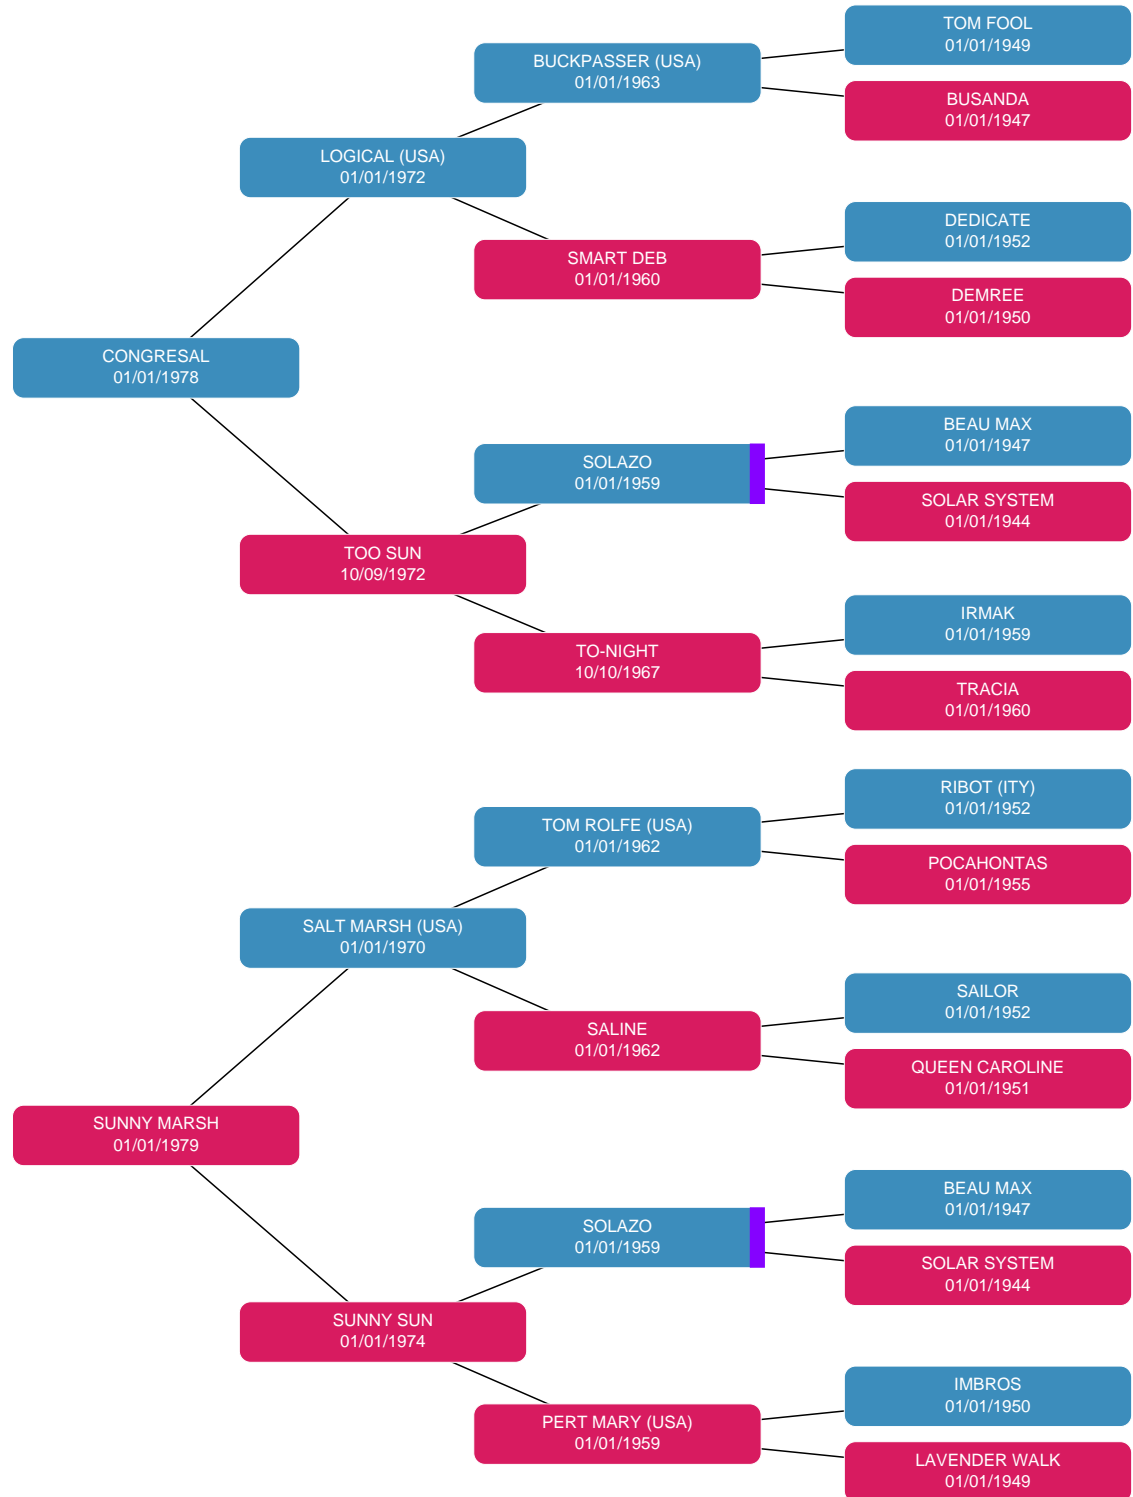 TOM FOOL
01/01/1949
BUCKPASSER (USA)
01/01/1963
BUSANDA
01/01/1947
LOGICAL (USA)
01/01/1972
DEDICATE
01/01/1952
SMART DEB
01/01/1960
DEMREE
01/01/1950
CONGRESAL
01/01/1978
BEAU MAX
01/01/1947
SOLAZO
01/01/1959
SOLAR SYSTEM
01/01/1944
TOO SUN
10/09/1972
IRMAK
01/01/1959
TO-NIGHT
10/10/1967
TRACIA
01/01/1960
RIBOT (ITY)
01/01/1952
TOM ROLFE (USA)
01/01/1962
POCAHONTAS
01/01/1955
SALT MARSH (USA)
01/01/1970
SAILOR
01/01/1952
SALINE
01/01/1962
QUEEN CAROLINE
01/01/1951
SUNNY MARSH
01/01/1979
BEAU MAX
01/01/1947
SOLAZO
01/01/1959
SOLAR SYSTEM
01/01/1944
SUNNY SUN
01/01/1974
IMBROS
01/01/1950
PERT MARY (USA)
01/01/1959
LAVENDER WALK
01/01/1949